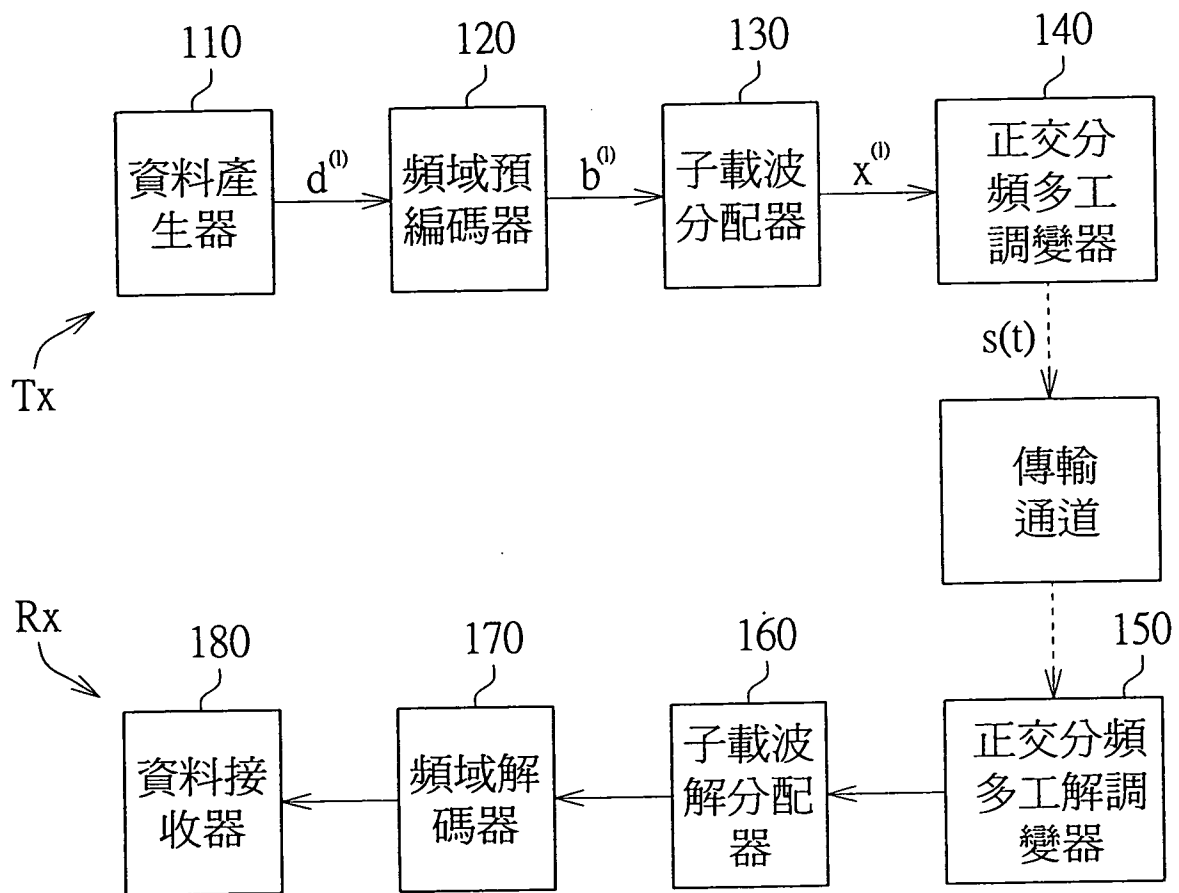 110
120
130
140
資料產
生器
d^(l)
頻域預
編碼器
b^(l)
子載波
分配器
x^(l)
正交分
頻多工
調變器
Tx
s(t)
傳輸
通道
Rx
180
170
160
150
資料接
收器
頻域解
碼器
子載波
解分配
器
正交分頻
多工解調
變器